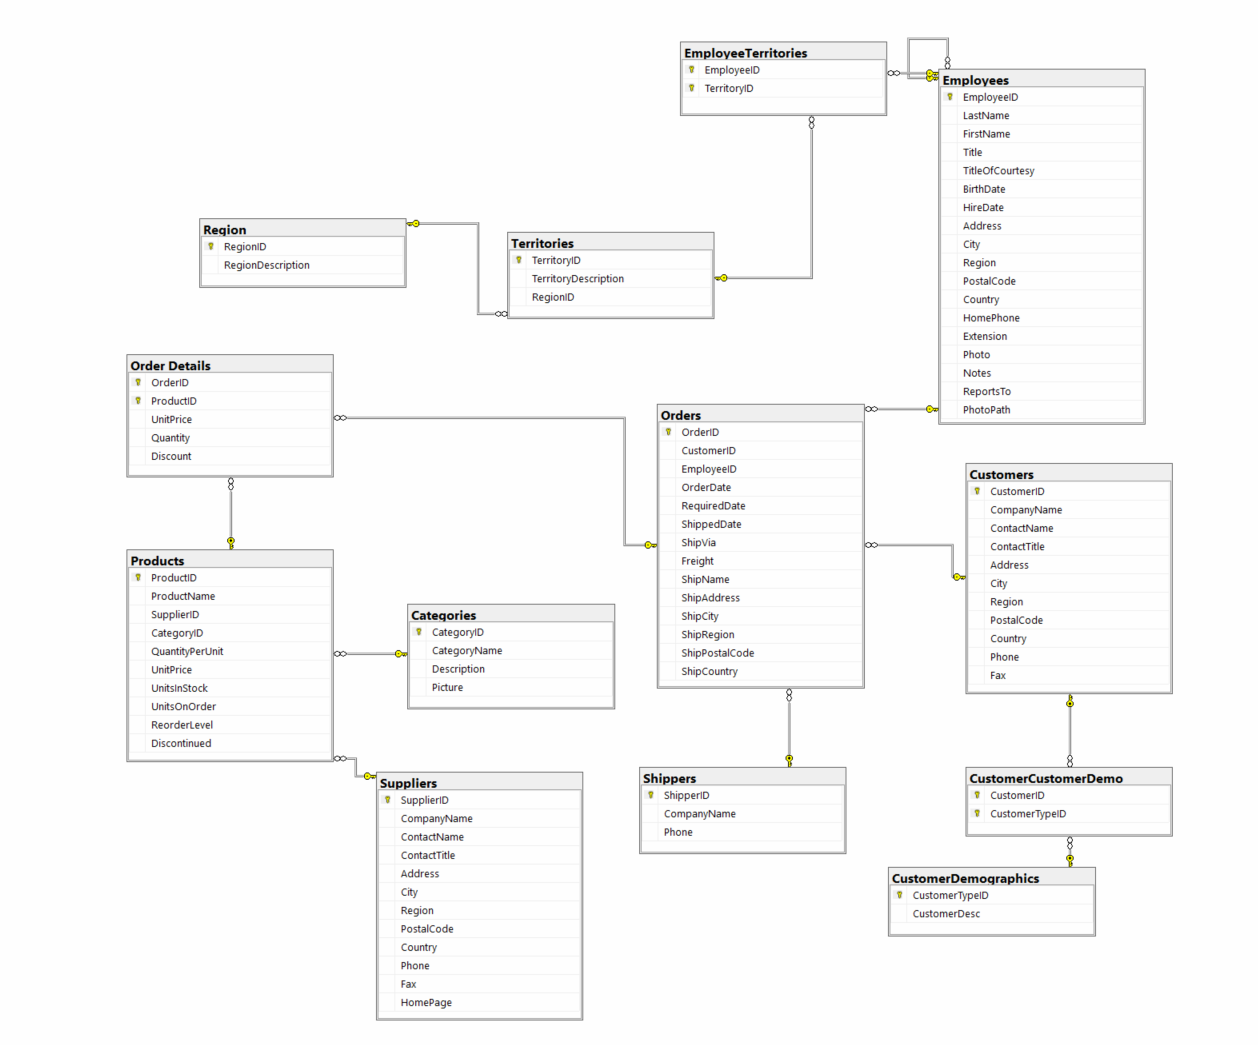 EmployeeTerritories
EmployeeID
TerritoryID
Employees
EmployeeID
LastName
FirstName
Title
TitleOfCourtesy
BirthDate
HireDate
Address
City
Region
PostalCode
Country
HomePhone
Extension
Photo
Notes
ReportsTo
PhotoPath
Region
RegionID
RegionDescription
Territories
TerritoryID
TerritoryDescription
RegionID
Order Details
OrderID
ProductID
UnitPrice
Quantity
Discount
Orders
OrderID
CustomerID
EmployeeID
OrderDate
RequiredDate
ShippedDate
ShipVia
Freight
ShipName
ShipAddress
ShipCity
ShipRegion
ShipPostalCode
ShipCountry
Customers
CustomerID
CompanyName
ContactName
ContactTitle
Address
City
Region
PostalCode
Country
Phone
Fax
Products
ProductID
ProductName
SupplierID
CategoryID
QuantityPerUnit
UnitPrice
UnitsInStock
UnitsOnOrder
ReorderLevel
Discontinued
Categories
CategoryID
CategoryName
Description
Picture
Suppliers
SupplierID
CompanyName
ContactName
ContactTitle
Address
City
Region
PostalCode
Country
Phone
Fax
HomePage
Shippers
ShipperID
CompanyName
Phone
CustomerCustomerDemo
CustomerID
CustomerTypeID
CustomerDemographics
CustomerTypeID
CustomerDesc